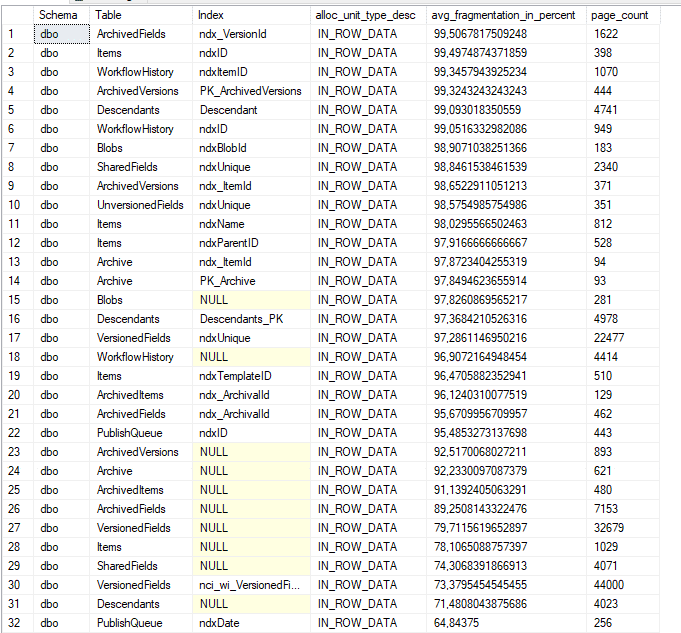 Schema Table Index alloc_unit_type_desc avg_fragmentation_in_percent page_count
1 dbo ArchivedFields ndx_VersionId IN_ROW_DATA 99,5067817509248 1622
2 dbo Items ndxID IN_ROW_DATA 99,4974874371859 398
3 dbo WorkflowHistory ndxItemID IN_ROW_DATA 99,3457943925234 1070
4 dbo ArchivedVersions PK_ArchivedVersions IN_ROW_DATA 99,3243243243243 444
5 dbo Descendants Descendant IN_ROW_DATA 99,093018350559 4741
6 dbo WorkflowHistory ndxID IN_ROW_DATA 99,0516332982086 949
7 dbo Blobs ndxBlobId IN_ROW_DATA 98,9071038251366 183
8 dbo SharedFields ndxUnique IN_ROW_DATA 98,8461538461539 2340
9 dbo ArchivedVersions ndx_ItemId IN_ROW_DATA 98,6522911051213 371
10 dbo UnversionedFields ndxUnique IN_ROW_DATA 98,5754985754986 351
11 dbo Items ndxName IN_ROW_DATA 98,0295566502463 812
12 dbo Items ndxParentID IN_ROW_DATA 97,9166666666667 528
13 dbo Archive ndx_ItemId IN_ROW_DATA 97,8723404255319 94
14 dbo Archive PK_Archive IN_ROW_DATA 97,8494623655914 93
15 dbo Blobs NULL IN_ROW_DATA 97,8260869565217 281
16 dbo Descendants Descendants_PK IN_ROW_DATA 97,3684210526316 4978
17 dbo VersionedFields ndxUnique IN_ROW_DATA 97,2861146950216 22477
18 dbo WorkflowHistory NULL IN_ROW_DATA 96,9072164948454 4414
19 dbo Items ndxTemplateID IN_ROW_DATA 96,4705882352941 510
20 dbo ArchivedItems ndx_ArchivalId IN_ROW_DATA 96,1240310077519 129
21 dbo ArchivedFields ndx_ArchivalId IN_ROW_DATA 95,6709956709957 462
22 dbo PublishQueue ndxID IN_ROW_DATA 95,4853273137698 443
23 dbo ArchivedVersions NULL IN_ROW_DATA 92,5170068027211 893
24 dbo Archive NULL IN_ROW_DATA 92,2330097087379 621
25 dbo ArchivedItems NULL IN_ROW_DATA 91,1392405063291 480
26 dbo ArchivedFields NULL IN_ROW_DATA 89,2508143322476 7153
27 dbo VersionedFields NULL IN_ROW_DATA 79,7115619652897 32679
28 dbo Items NULL IN_ROW_DATA 78,1065088757397 1029
29 dbo SharedFields NULL IN_ROW_DATA 74,3068391866913 4071
30 dbo VersionedFields nci_wi_VersionedFi... IN_ROW_DATA 73,3795454545455 44000
31 dbo Descendants NULL IN_ROW_DATA 71,4808043875686 4023
32 dbo PublishQueue ndxDate IN_ROW_DATA 64,84375 256